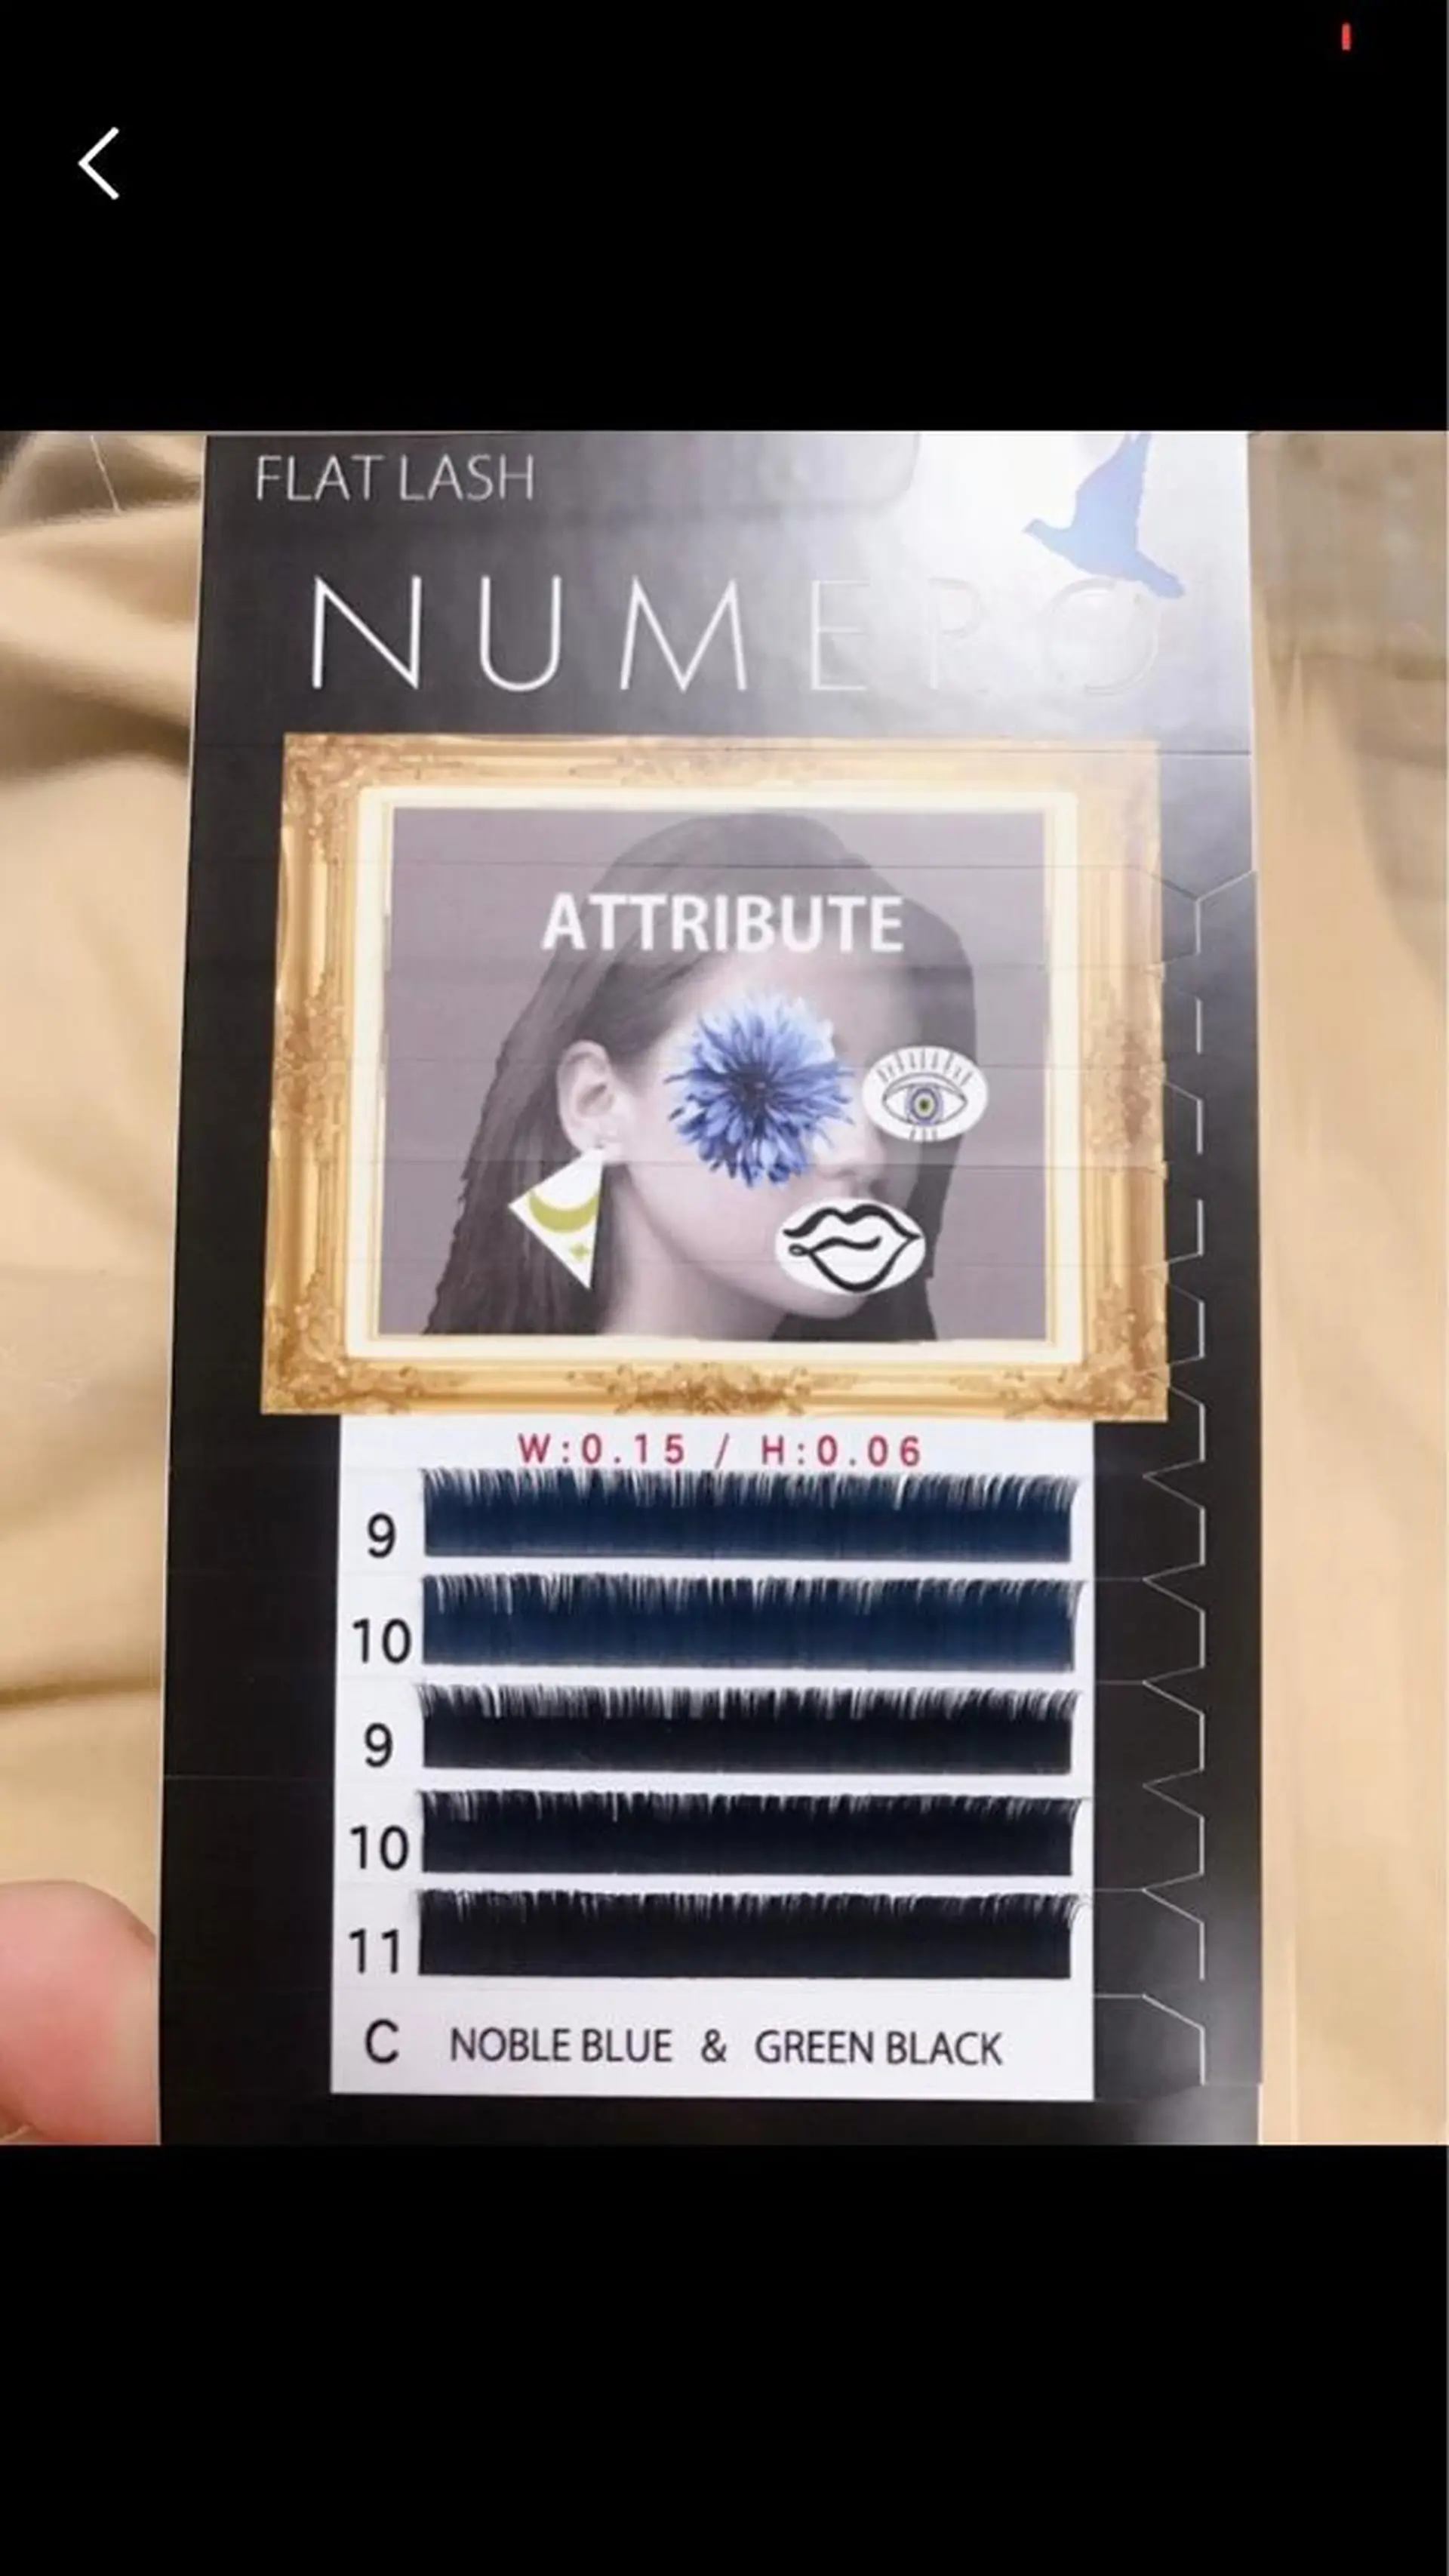 FLAT LASH
NUMERO
ATTRIBUTE
W:0.15 / H:0.06
9
10
9
10
11
C NOBLE BLUE & GREEN BLACK